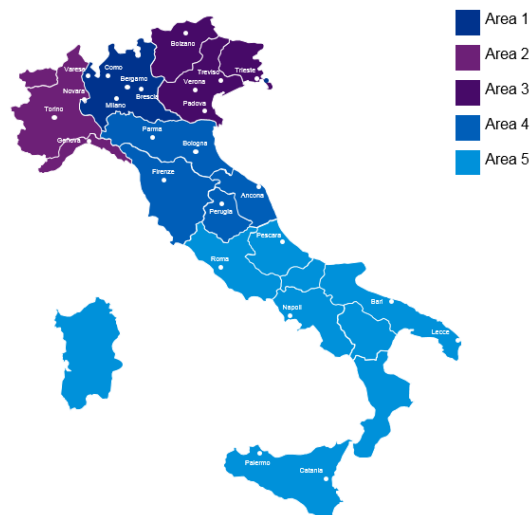 Area 1
Area 2
Area 3
Area 4
Area 5
Bolzano
Varese
Como
Treviso
Trieste
Bergamo
Verona
Novara
Brescia
Milano
Padova
Torino
Parma
Genova
Bologna
Firenze
Ancona
Perugia
Pescara
Roma
Bari
Napoli
Lecce
Palermo
Catania